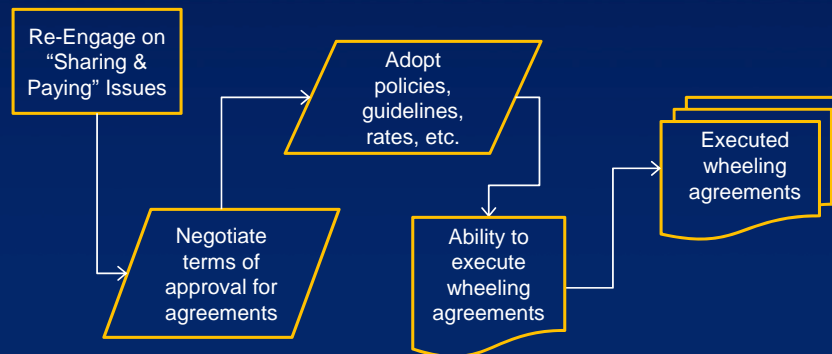 Re-Engage on
“Sharing &
Paying” Issues
Negotiate
terms of
approval for
agreements
Adopt
policies,
guidelines,
rates, etc.
Ability to
execute
wheeling
agreements
Executed
wheeling
agreements